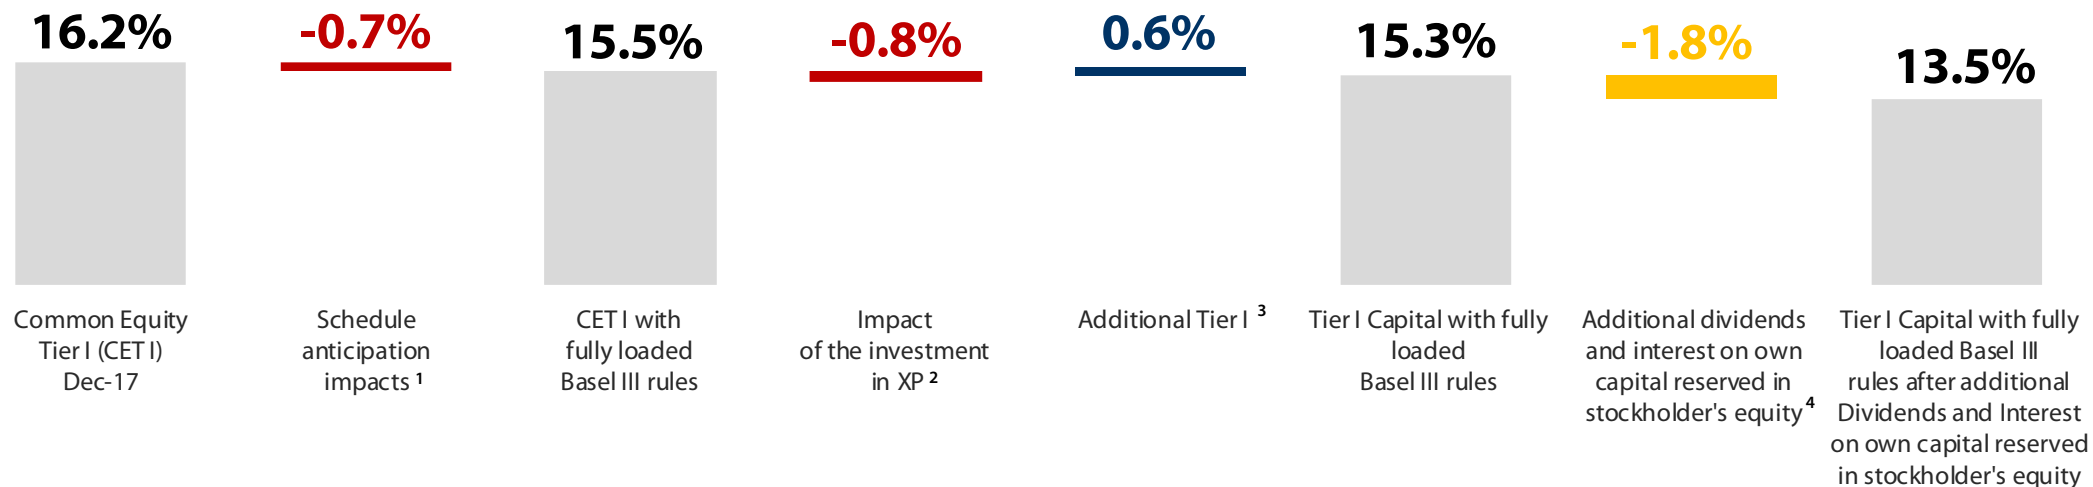 16.2%
-0.7%
15.5%
-0.8%
0.6%
15.3%
-1.8%
13.5%
Common Equity
Tier I (CET I)
Dec-17
Schedule
anticipation
impacts 1
CET I with
fully loaded
Basel III rules
Impact
of the investment
in XP 2
Additional Tier I 3
Tier I Capital with fully
loaded
Basel III rules
Additional dividends
and interest on own
capital reserved in
stockholder's equity 4
Tier I Capital with fully
loaded Basel III
rules after additional
Dividends and Interest
on own capital reserved
in stockholder's equity